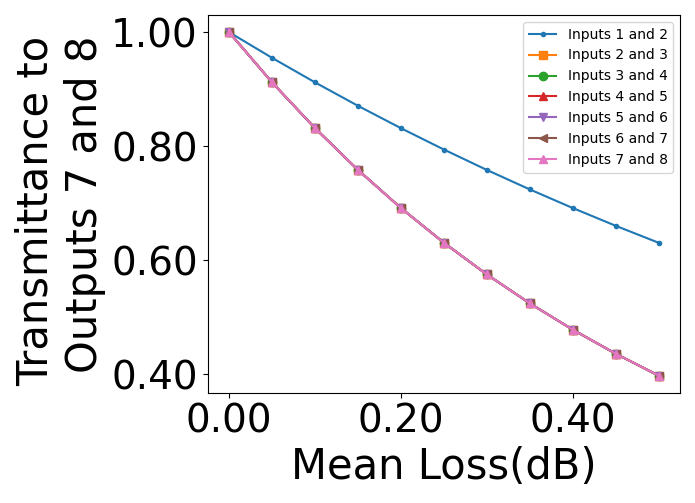 Transmittance to
Outputs 7 and 8
1.00
0.80
0.60
0.40
0.00
0.20
0.40
Mean Loss(dB)
Inputs 1 and 2
Inputs 2 and 3
Inputs 3 and 4
Inputs 4 and 5
Inputs 5 and 6
Inputs 6 and 7
Inputs 7 and 8